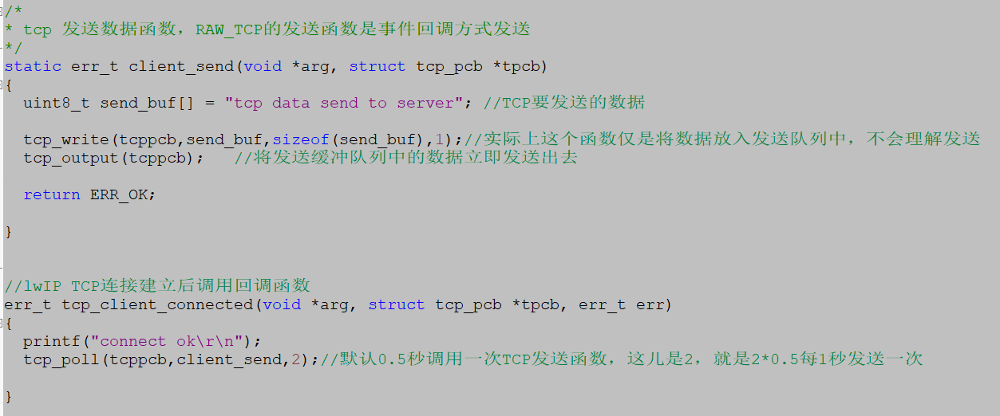 /*
* tcp 发送数据函数，RAW_TCP的发送函数是事件回调方式发送
*/
static err_t client_send(void *arg, struct tcp_pcb *tpcb)
{
  uint8_t send_buf[] = "tcp data send to server"; //TCP要发送的数据
  tcp_write(tcppcb,send_buf,sizeof(send_buf),1);//实际上这个函数仅是将数据放入发送队列中，不会理解发送
  tcp_output(tcppcb);   //将发送缓冲队列中的数据立即发送出去
  return ERR_OK;
}
//lwIP TCP连接建立后调用回调函数
err_t tcp_client_connected(void *arg, struct tcp_pcb *tpcb, err_t err)
{
  printf("connect ok\r\n");
  tcp_poll(tcppcb,client_send,2);//默认0.5秒调用一次TCP发送函数，这儿是2，就是2*0.5每1秒发送一次
}